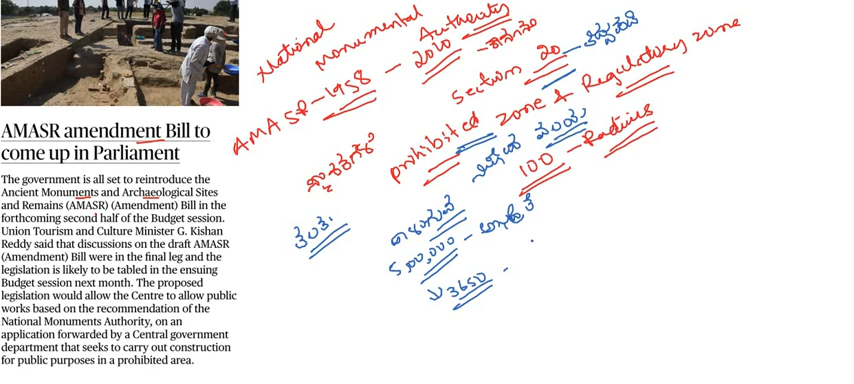 AMASR amendment Bill to
come up in Parliament
The government is all set to reintroduce the
Ancient Monuments and Archaeological Sites
and Remains (AMASR) (Amendment) Bill in the
forthcoming second half of the Budget session.
Union Tourism and Culture Minister G. Kishan
Reddy said that discussions on the draft AMASR
(Amendment) Bill were in the final leg and the
legislation is likely to be tabled in the ensuing
Budget session next month. The proposed
legislation would allow the Centre to allow public
works based on the recommendation of the
National Monuments Authority, on an
application forwarded by a Central government
department that seeks to carry out construction
for public purposes in a prohibited area.
National Monumental Authority
AMASR-1958 - 2010
Section 20 -
prohibited zone & Regulatory zone
100 - Radius
5,00,000 -
3650 -